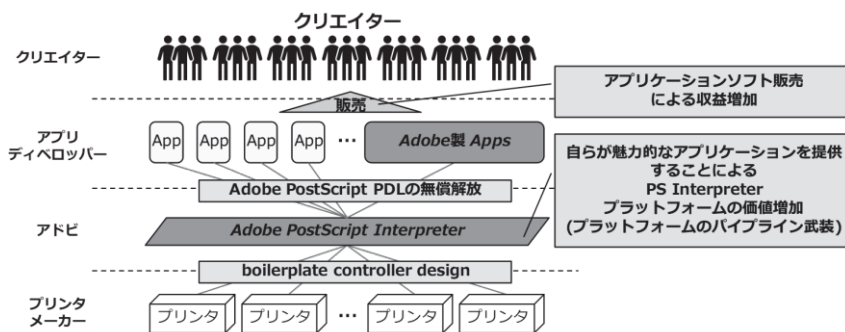 クリエイター
クリエイター
販売
アプリケーションソフト販売
による収益増加
アプリ
ディベロッパー
App
App
App
App
…
Adobe製 Apps
自らが魅力的なアプリケーションを提供
することによる
PS Interpreter
プラットフォームの価値増加
(プラットフォームのパイプライン武装)
Adobe PostScript PDLの無償解放
アドビ
Adobe PostScript Interpreter
boilerplate controller design
プリンタ
メーカー
プリンタ
プリンタ
…
プリンタ
プリンタ